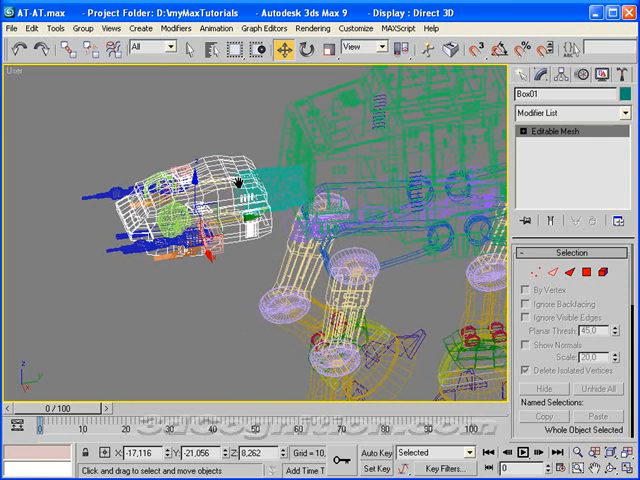 AT-AT.max - Project Folder: D:\myMaxTutorials - Autodesk 3ds Max 9 - Display : Direct 3D
File Edit Tools Group Views Create Modifiers Animation Graph Editors Rendering Customize MAXScript Help
All View 3
User
Box01
Modifier List
Editable Mesh
- Selection
By Vertex
Ignore Backfacing
Ignore Visible Edges
Planar Thresh: 45,0
Show Normals
Scale: 20,0
Delete Isolated Vertices
Hide Unhide All
Named Selections:
Copy Paste
Whole Object Selected
z
x
< 0 / 100 >
0 10 20 30 40 50 60 70 80 90 100
X: -17,116 Y: -21,056 Z: 8,262 Grid = 10, Auto Key Selected
Click and drag to select and move objects Add Time T Set Key Key Filters... 0